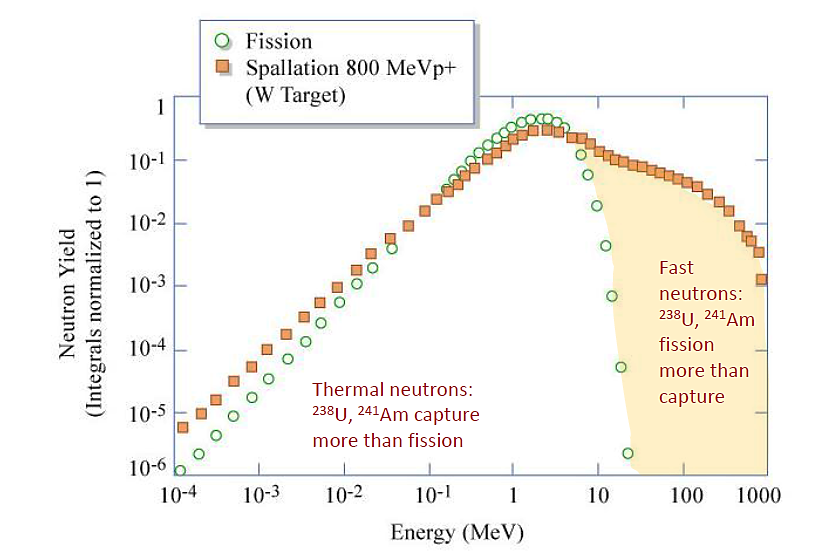 Fission
Spallation 800 MeVp+
(W Target)
Neutron Yield
(Integrals normalized to 1)
1
10⁻¹
10⁻²
10⁻³
10⁻⁴
10⁻⁵
10⁻⁶
Thermal neutrons:
²³⁸U, ²⁴¹Am capture
more than fission
Fast
neutrons:
²³⁸U, ²⁴¹Am
fission
more than
capture
10⁻⁴ 10⁻³ 10⁻² 10⁻¹ 1 10 100 1000
Energy (MeV)